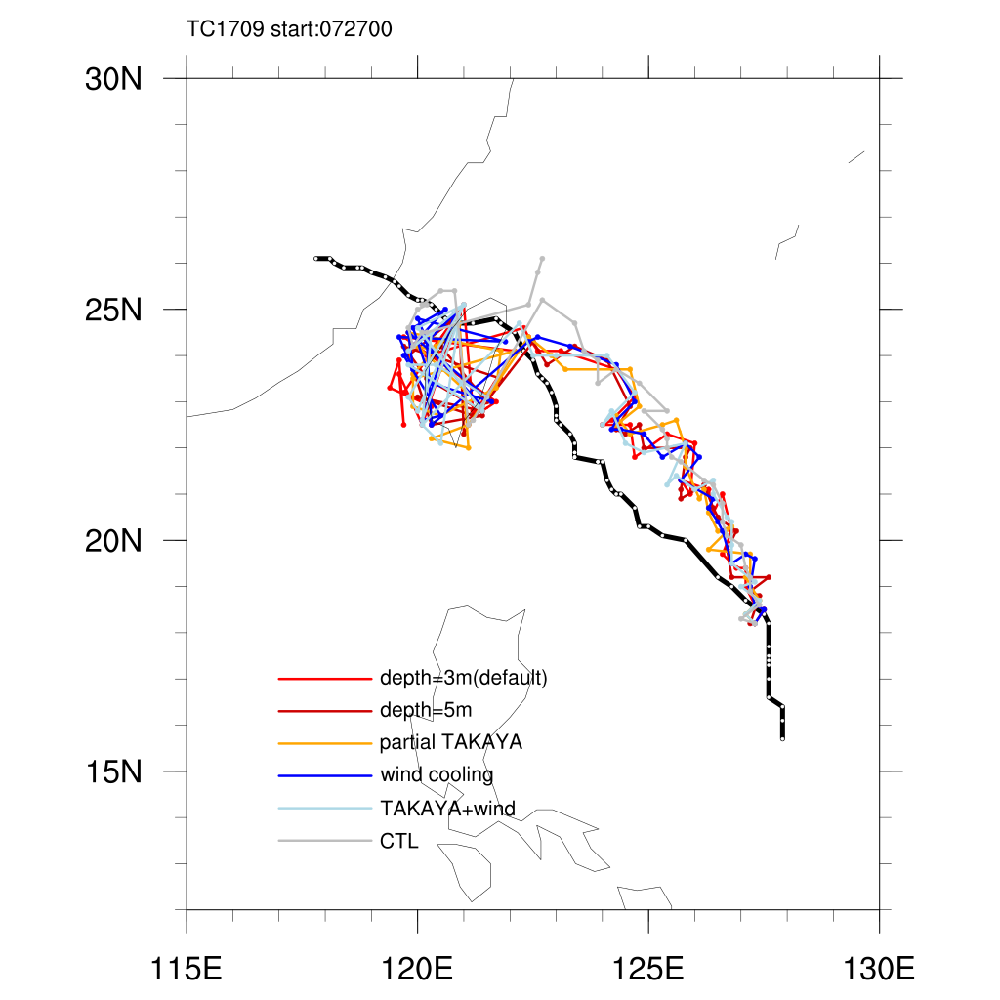 TC1709 start:072700
30N
25N
20N
15N
depth=3m(default)
depth=5m
partial TAKAYA
wind cooling
TAKAYA+wind
CTL
115E 120E 125E 130E